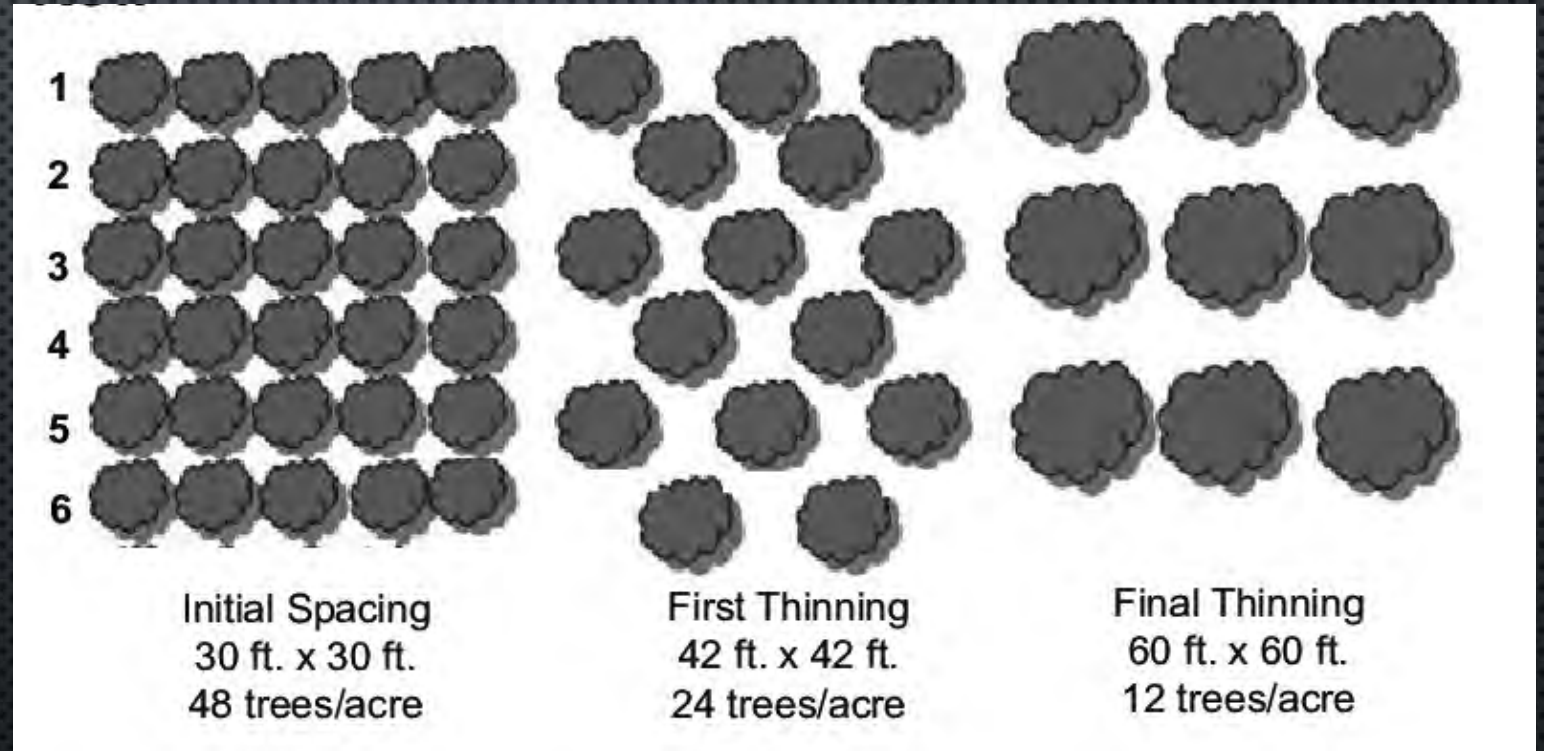 1
2
3
4
5
6
Initial Spacing
30 ft. x 30 ft.
48 trees/acre
First Thinning
42 ft. x 42 ft.
24 trees/acre
Final Thinning
60 ft. x 60 ft.
12 trees/acre